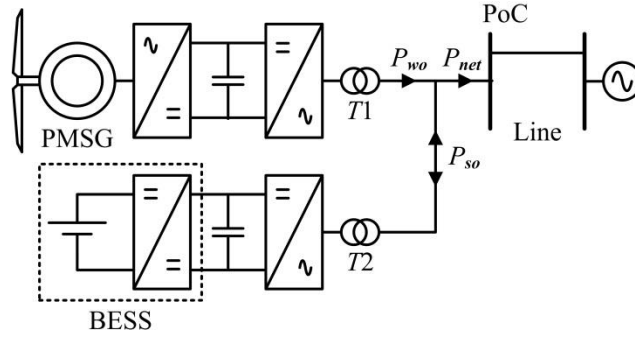 PoC
P_wo
P_net
PMSG
T1
Line
P_so
T2
BESS